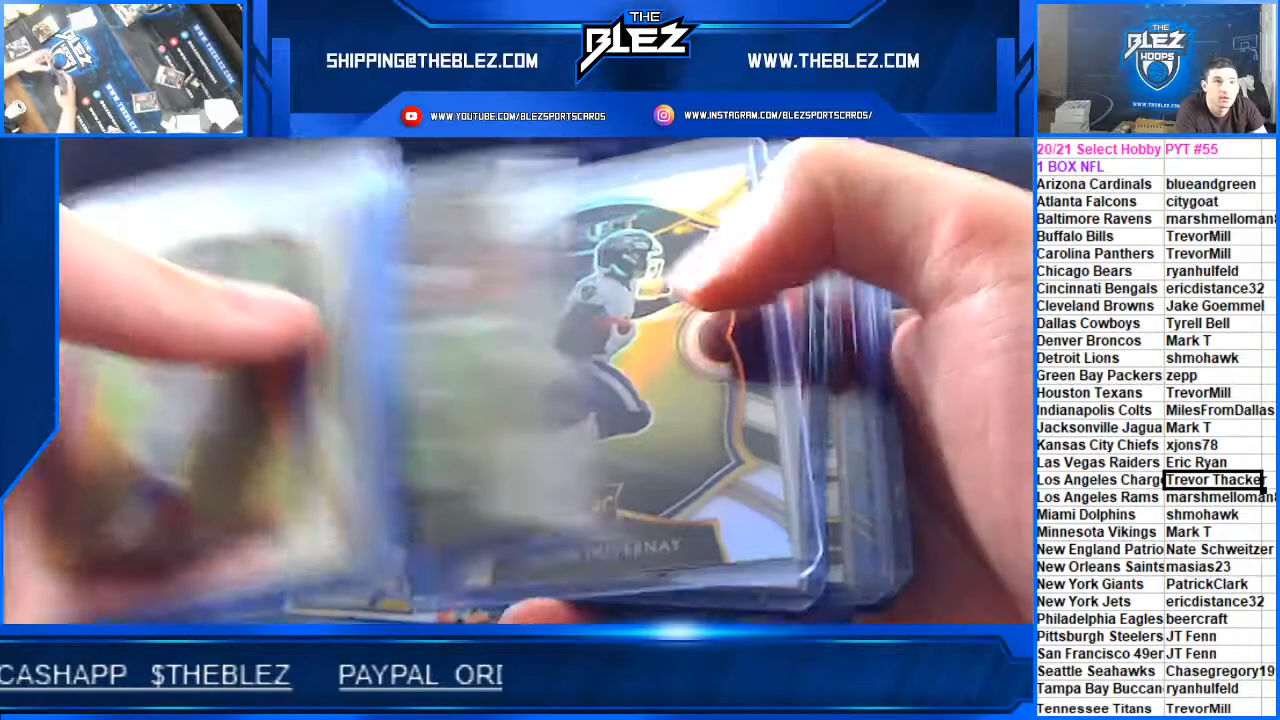 THE
BLEZ
SHIPPING@THEBLEZ.COM
WWW.THEBLEZ.COM
WWW.YOUTUBE.COM/BLEZSPORTSCARDS
WWW.INSTAGRAM.COM/BLEZSPORTSCARDS/
THE
BLEZ
HOOPS
20/21 Select Hobby PYT #55
1 BOX NFL
Arizona Cardinals blueandgreen
Atlanta Falcons citygoat
Baltimore Ravens marshmelloman8
Buffalo Bills TrevorMill
Carolina Panthers TrevorMill
Chicago Bears ryanhulfeld
Cincinnati Bengals ericdistance32
Cleveland Browns Jake Goemmel
Dallas Cowboys Tyrell Bell
Denver Broncos Mark T
Detroit Lions shmohawk
Green Bay Packers zepp
Houston Texans TrevorMill
Indianapolis Colts MilesFromDallas
Jacksonville Jagua Mark T
Kansas City Chiefs xjons78
Las Vegas Raiders Eric Ryan
Los Angeles Charg Trevor Thacker
Los Angeles Rams marshmelloman8
Miami Dolphins shmohawk
Minnesota Vikings Mark T
New England Patrio Nate Schweitzer
New Orleans Saints masias23
New York Giants PatrickClark
New York Jets ericdistance32
Philadelphia Eagles beercraft
Pittsburgh Steelers JT Fenn
San Francisco 49er JT Fenn
Seattle Seahawks Chasegregory19
Tampa Bay Buccan ryanhulfeld
Tennessee Titans TrevorMill
DUVERNAY
CASHAPP $THEBLEZ PAYPAL ORD